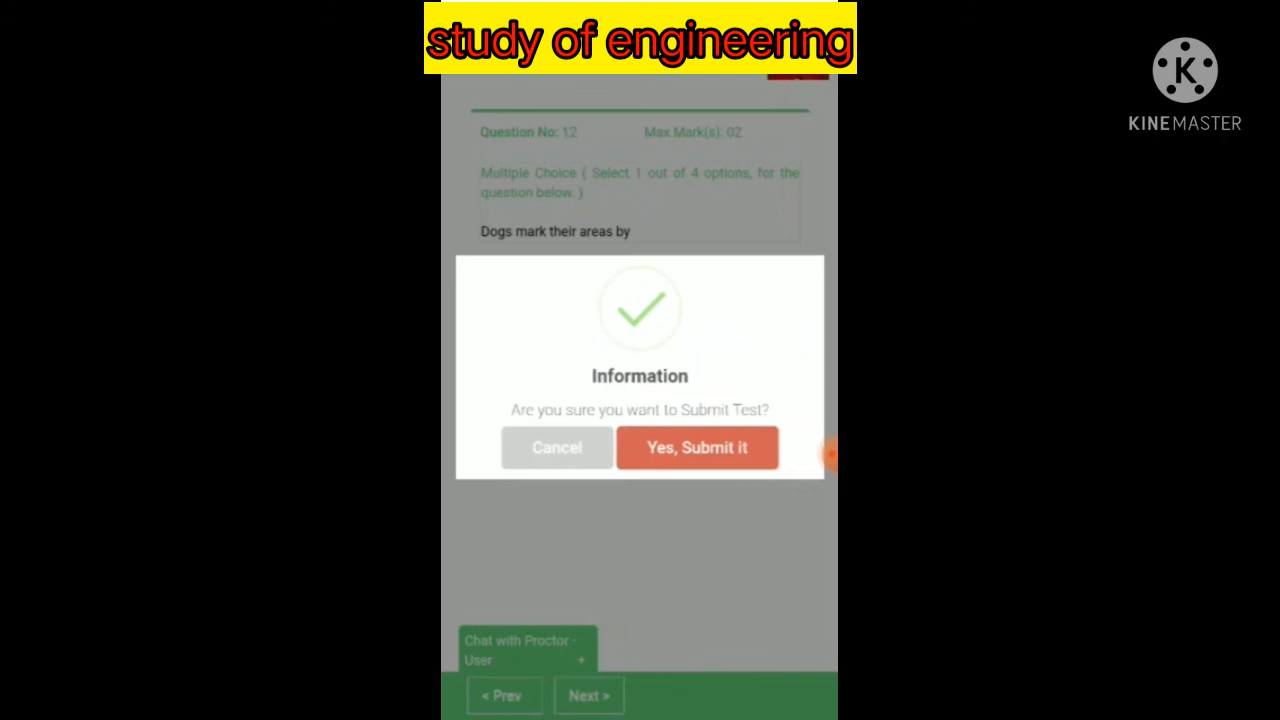 study of engineering
K
KINEMASTER
Question No: 12 Max Mark(s): 02
Multiple Choice ( Select 1 out of 4 options, for the
question below. )
Dogs mark their areas by
Information
Are you sure you want to Submit Test?
Cancel Yes, Submit it
Chat with Proctor -
User +
< Prev Next >